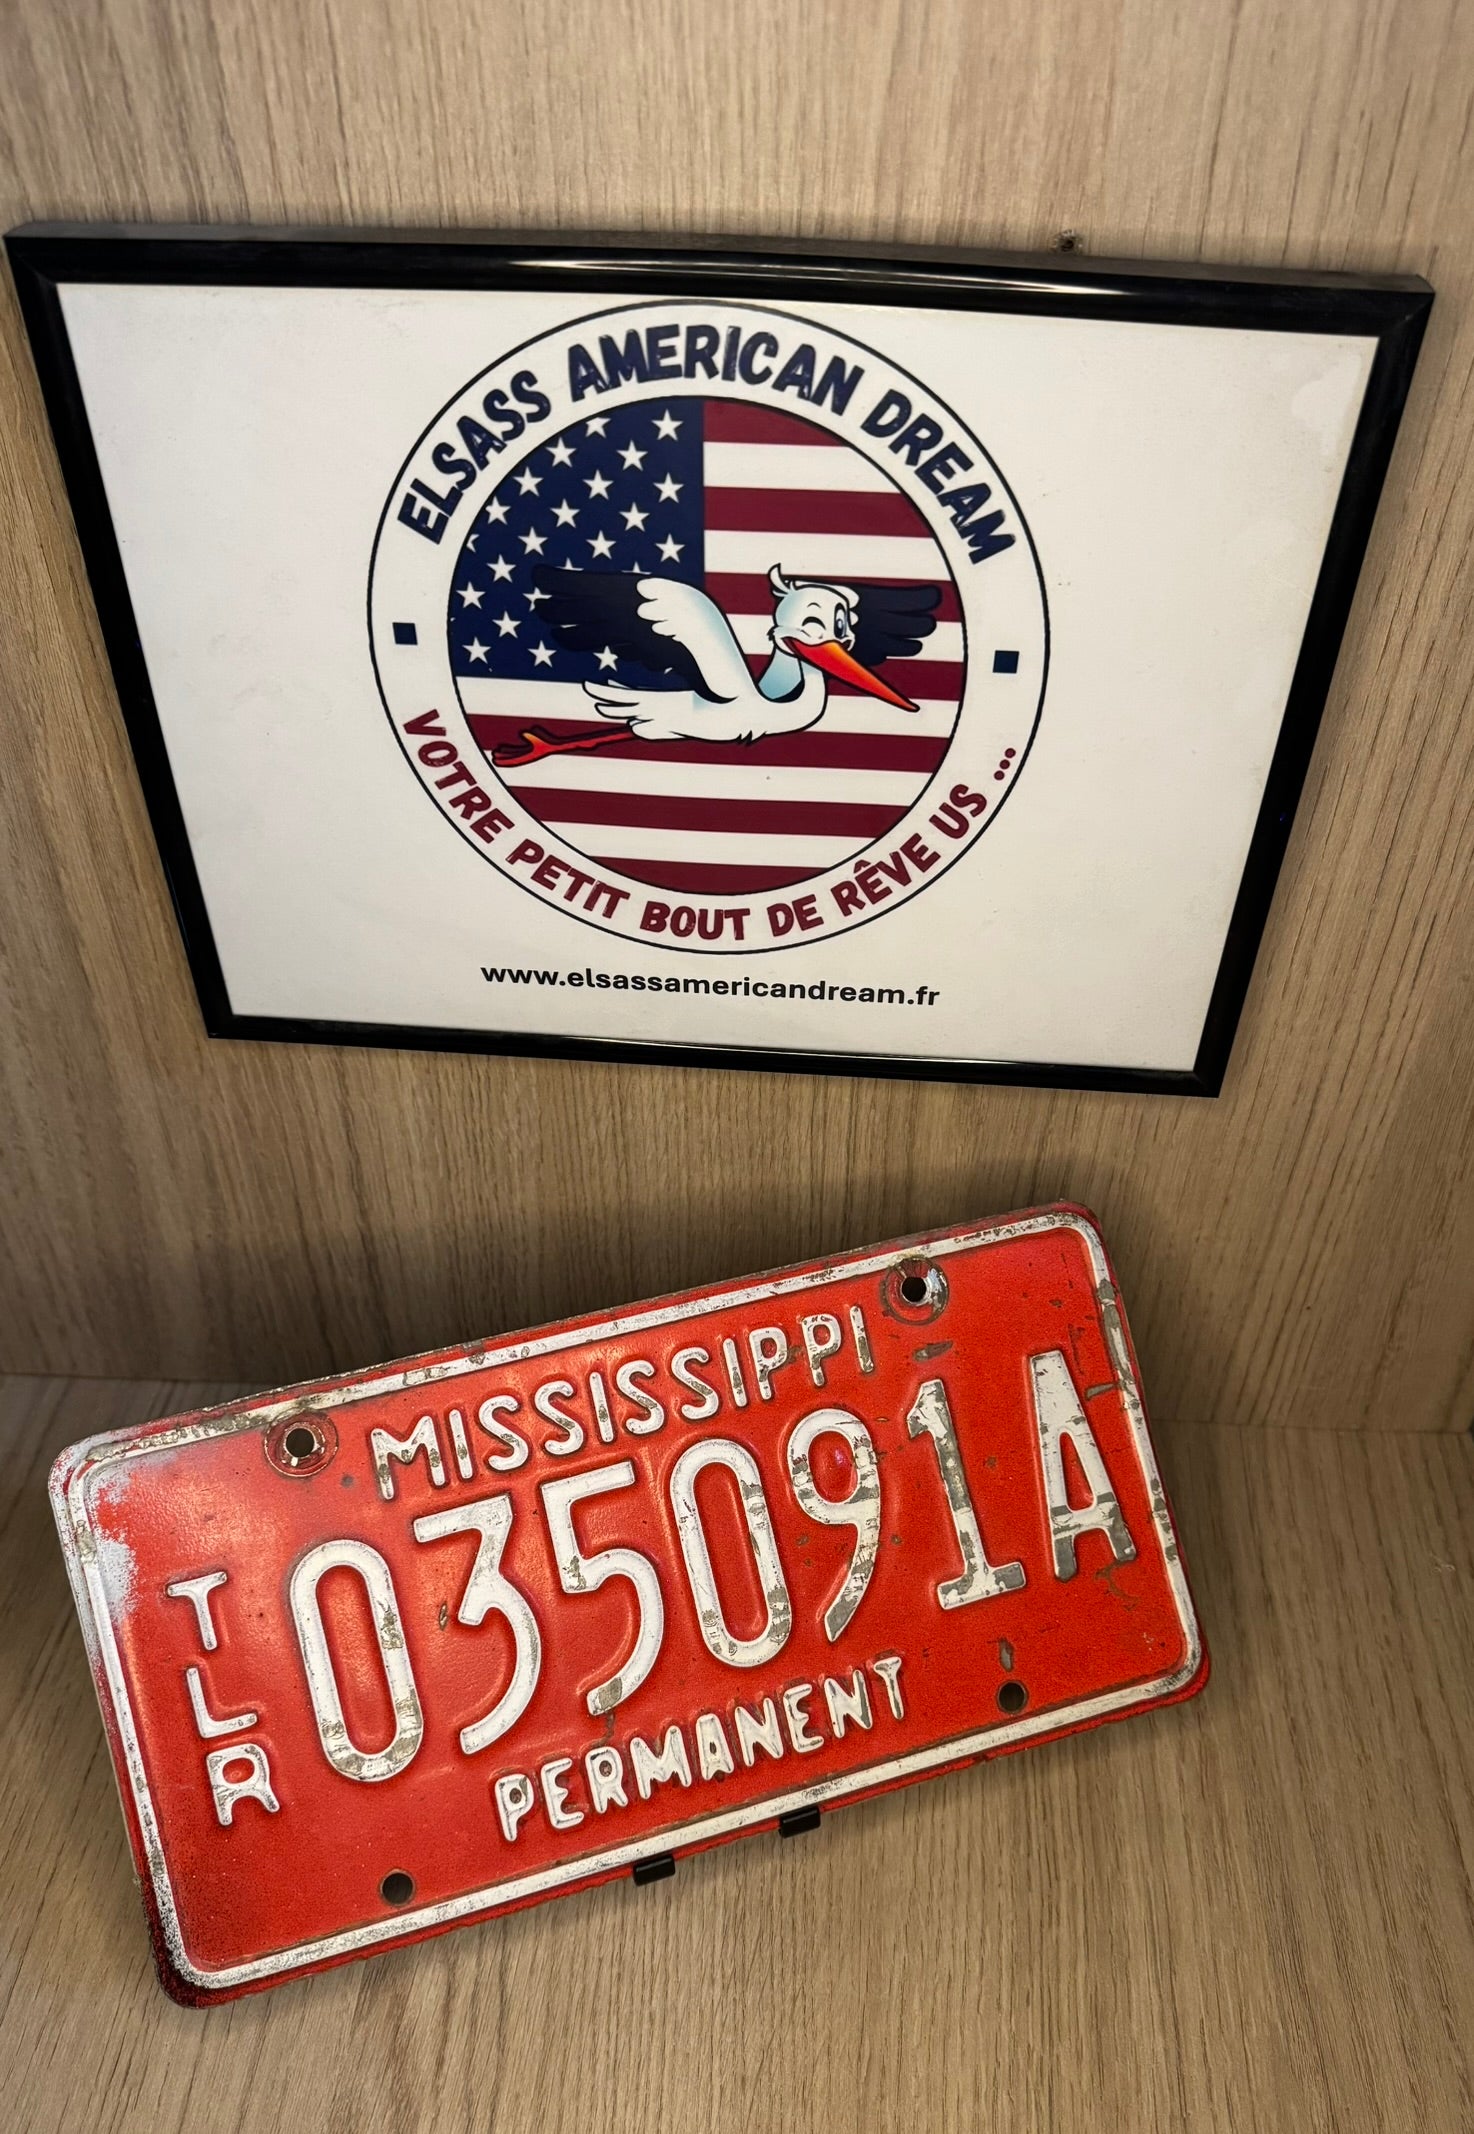 ELSASS AMERICAN DREAM
VOTRE PETIT BOUT DE RÊVE US ...
www.elsassamericandream.fr
MISSISSIPPI
TLR
035091A
PERMANENT